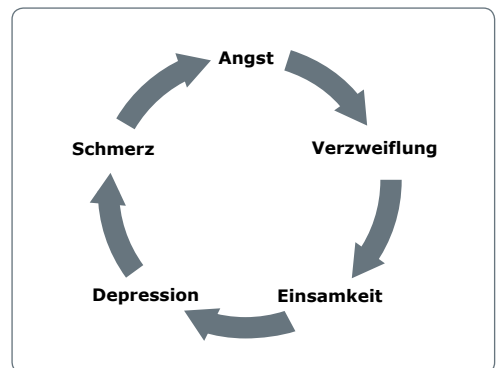 Angst
Verzweiflung
Einsamkeit
Depression
Schmerz